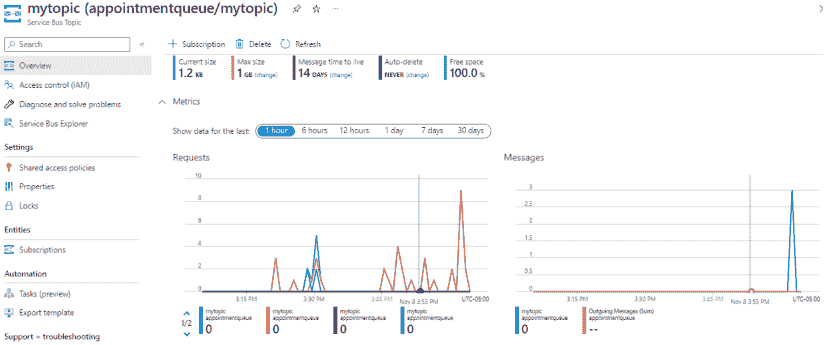 mytopic (appointmentqueue/mytopic)
Service Bus Topic
Search
Overview
Access control (IAM)
Diagnose and solve problems
Service Bus Explorer
Settings
Shared access policies
Properties
Locks
Entities
Subscriptions
Automation
Tasks (preview)
Export template
Support + troubleshooting
+ Subscription Delete Refresh
Current size Max size Message time to live Auto-delete Free space
1.2 KB 1 GB (change) 14 DAYS (change) NEVER (change) 100.0 %
Metrics
Show data for the last: 1 hour 6 hours 12 hours 1 day 7 days 30 days
Requests
10
8
6
4
2
0
3:15 PM 3:30 PM 3:45 PM Nov 8 3:53 PM UTC-05:00
1/2
mytopic mytopic mytopic mytopic
appointmentqueue appointmentqueue appointmentqueue appointmentqueue
0 0 0 0
Messages
3
2.5
2
1.5
1
0.5
0
3:15 PM 3:30 PM 3:45 PM Nov 8 3:53 PM UTC-05:00
mytopic Outgoing Messages (Sum)
appointmentqueue appointmentqueue
0 --